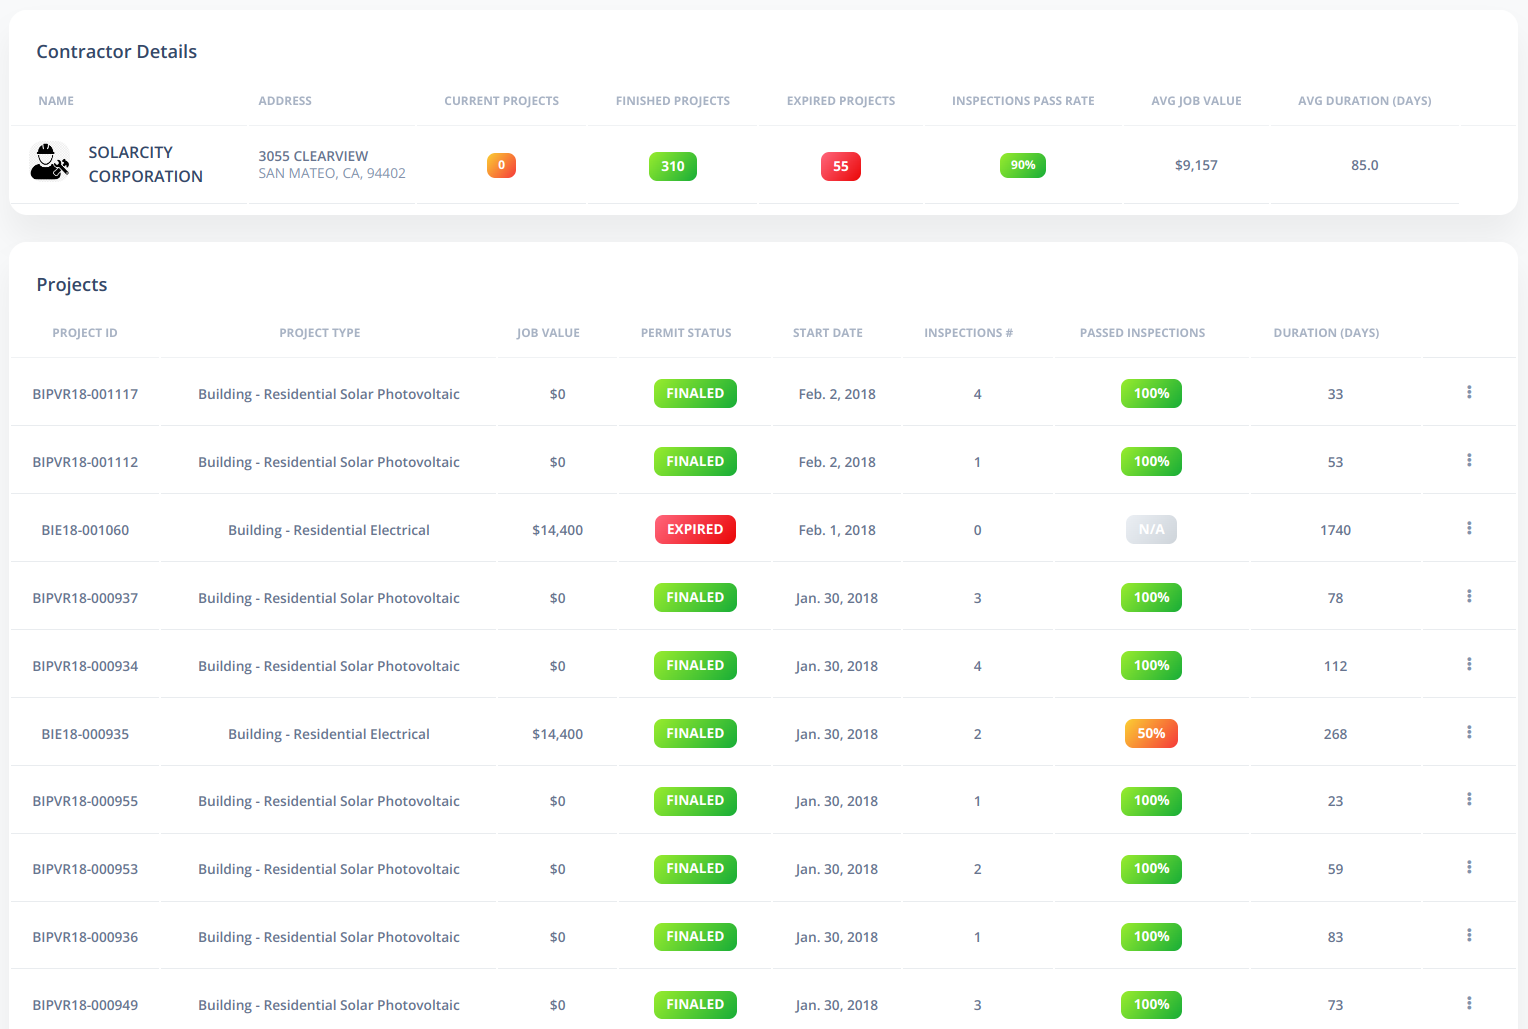 Contractor Details
NAME ADDRESS CURRENT PROJECTS FINISHED PROJECTS EXPIRED PROJECTS INSPECTIONS PASS RATE AVG JOB VALUE AVG DURATION (DAYS)
SOLARCITY CORPORATION 3055 CLEARVIEW SAN MATEO, CA, 94402 0 310 55 90% $9,157 85.0
Projects
PROJECT ID PROJECT TYPE JOB VALUE PERMIT STATUS START DATE INSPECTIONS # PASSED INSPECTIONS DURATION (DAYS)
BIPVR18-001117 Building - Residential Solar Photovoltaic $0 FINALED Feb. 2, 2018 4 100% 33
BIPVR18-001112 Building - Residential Solar Photovoltaic $0 FINALED Feb. 2, 2018 1 100% 53
BIE18-001060 Building - Residential Electrical $14,400 EXPIRED Feb. 1, 2018 0 N/A 1740
BIPVR18-000937 Building - Residential Solar Photovoltaic $0 FINALED Jan. 30, 2018 3 100% 78
BIPVR18-000934 Building - Residential Solar Photovoltaic $0 FINALED Jan. 30, 2018 4 100% 112
BIE18-000935 Building - Residential Electrical $14,400 FINALED Jan. 30, 2018 2 50% 268
BIPVR18-000955 Building - Residential Solar Photovoltaic $0 FINALED Jan. 30, 2018 1 100% 23
BIPVR18-000953 Building - Residential Solar Photovoltaic $0 FINALED Jan. 30, 2018 2 100% 59
BIPVR18-000936 Building - Residential Solar Photovoltaic $0 FINALED Jan. 30, 2018 1 100% 83
BIPVR18-000949 Building - Residential Solar Photovoltaic $0 FINALED Jan. 30, 2018 3 100% 73